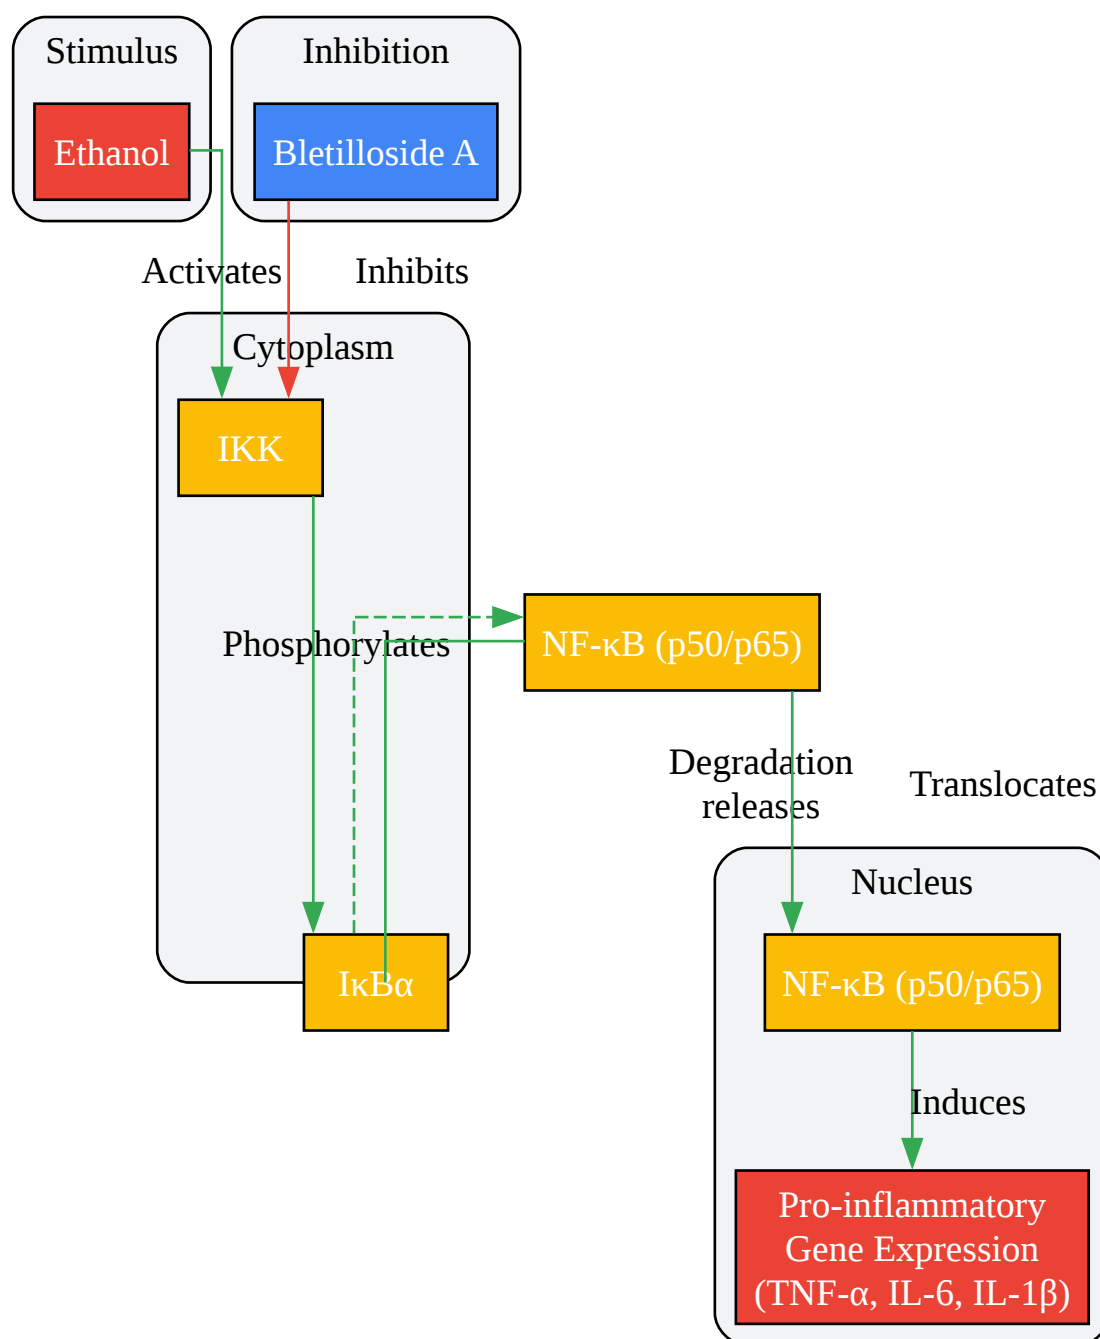 Stimulus
Inhibition
Ethanol
Bletilloside A
Activates
Inhibits
Cytoplasm
IKK
Phosphorylates
NF-κB (p50/p65)
Degradation
releases
Translocates
Nucleus
IκBα
NF-κB (p50/p65)
Induces
Pro-inflammatory
Gene Expression
(TNF-α, IL-6, IL-1β)